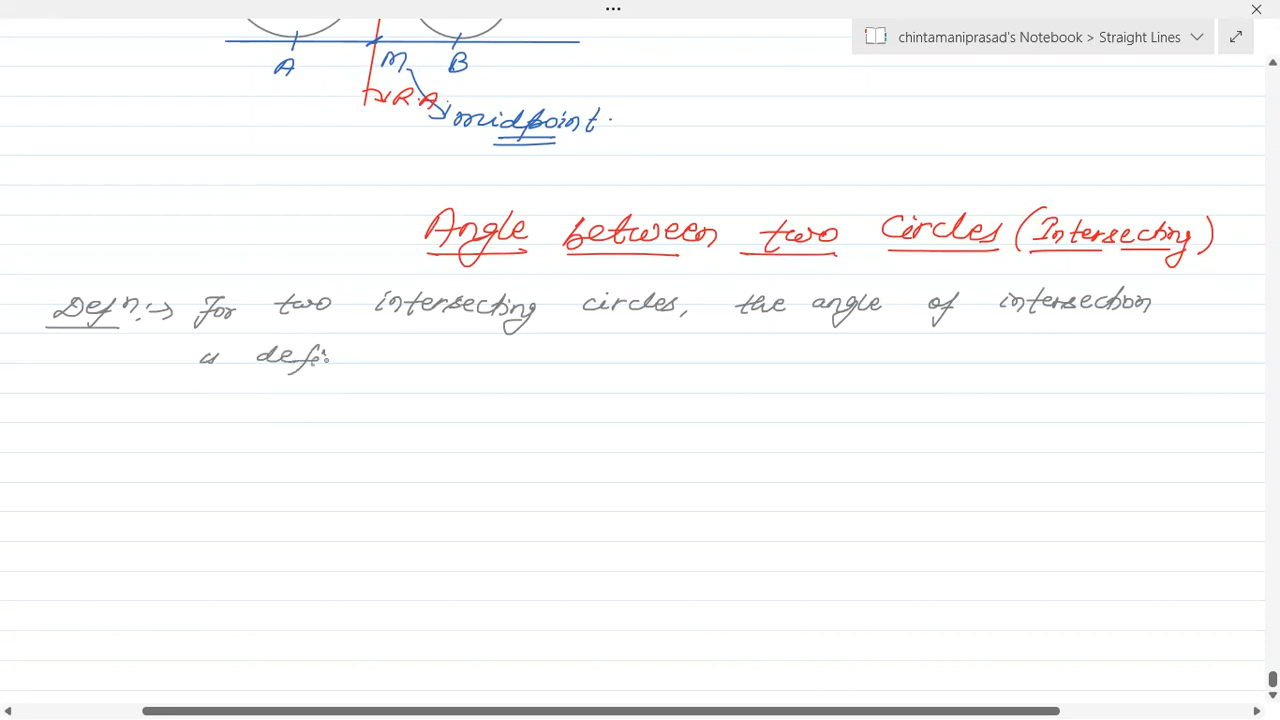 ...
chintamaniprasad's Notebook > Straight Lines
A M B
R.A.
midpoint.
Angle between two Circles (Intersecting)
Defn:→ For two intersecting circles, the angle of intersection
is defi